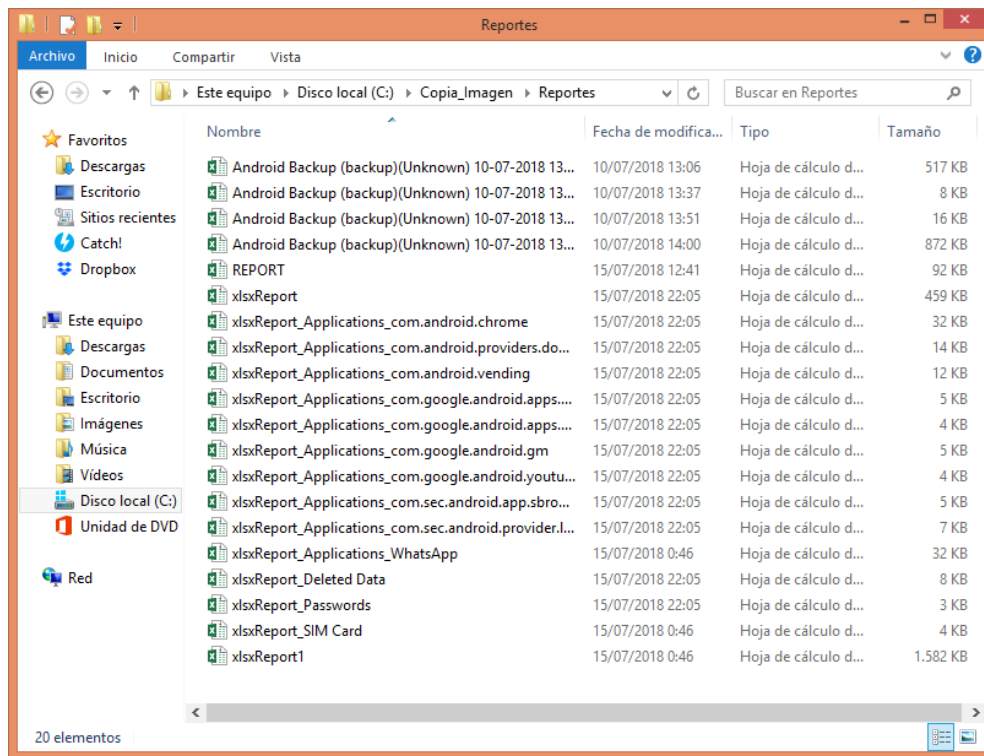 Reportes
Archivo Inicio Compartir Vista
Este equipo Disco local (C:) Copia_Imagen Reportes Buscar en Reportes
Nombre Fecha de modifica... Tipo Tamaño
Favoritos
Descargas
Escritorio
Sitios recientes
Catch!
Dropbox
Este equipo
Descargas
Documentos
Escritorio
Imágenes
Música
Vídeos
Disco local (C:)
Unidad de DVD
Red
Android Backup (backup)(Unknown) 10-07-2018 13... 10/07/2018 13:06 Hoja de cálculo d... 517 KB
Android Backup (backup)(Unknown) 10-07-2018 13... 10/07/2018 13:37 Hoja de cálculo d... 8 KB
Android Backup (backup)(Unknown) 10-07-2018 13... 10/07/2018 13:51 Hoja de cálculo d... 16 KB
Android Backup (backup)(Unknown) 10-07-2018 13... 10/07/2018 14:00 Hoja de cálculo d... 872 KB
REPORT 15/07/2018 12:41 Hoja de cálculo d... 92 KB
xlsxReport 15/07/2018 22:05 Hoja de cálculo d... 459 KB
xlsxReport_Applications_com.android.chrome 15/07/2018 22:05 Hoja de cálculo d... 32 KB
xlsxReport_Applications_com.android.providers.do... 15/07/2018 22:05 Hoja de cálculo d... 14 KB
xlsxReport_Applications_com.android.vending 15/07/2018 22:05 Hoja de cálculo d... 12 KB
xlsxReport_Applications_com.google.android.apps.... 15/07/2018 22:05 Hoja de cálculo d... 5 KB
xlsxReport_Applications_com.google.android.apps.... 15/07/2018 22:05 Hoja de cálculo d... 4 KB
xlsxReport_Applications_com.google.android.gm 15/07/2018 22:05 Hoja de cálculo d... 5 KB
xlsxReport_Applications_com.google.android.youtu... 15/07/2018 22:05 Hoja de cálculo d... 4 KB
xlsxReport_Applications_com.sec.android.app.sbro... 15/07/2018 22:05 Hoja de cálculo d... 5 KB
xlsxReport_Applications_com.sec.android.provider.l... 15/07/2018 22:05 Hoja de cálculo d... 7 KB
xlsxReport_Applications_WhatsApp 15/07/2018 0:46 Hoja de cálculo d... 32 KB
xlsxReport_Deleted Data 15/07/2018 22:05 Hoja de cálculo d... 8 KB
xlsxReport_Passwords 15/07/2018 22:05 Hoja de cálculo d... 3 KB
xlsxReport_SIM Card 15/07/2018 0:46 Hoja de cálculo d... 4 KB
xlsxReport1 15/07/2018 0:46 Hoja de cálculo d... 1.582 KB
20 elementos